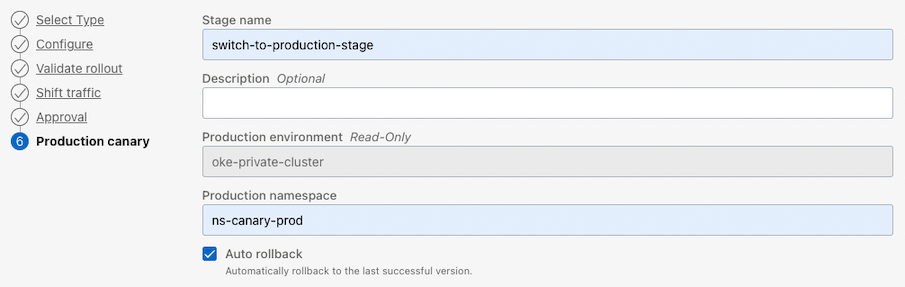 Select Type
Configure
Validate rollout
Shift traffic
Approval
6 Production canary
Stage name
switch-to-production-stage
Description Optional
Production environment Read-Only
oke-private-cluster
Production namespace
ns-canary-prod
Auto rollback
Automatically rollback to the last successful version.